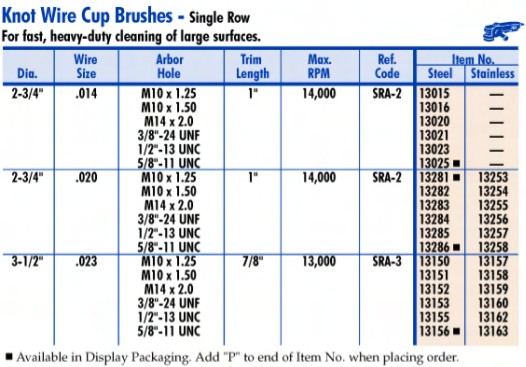 Knot Wire Cup Brushes - Single Row
For fast, heavy-duty cleaning of large surfaces.
Wire Arbor Trim Max. Ref. Item No.
Dia. Size Hole Length RPM Code Steel Stainless
2-3/4" .014 M10 x 1.25 1" 14,000 SRA-2 13015 —
M10 x 1.50 13016 —
M14 x 2.0 13020 —
3/8"-24 UNF 13021 —
1/2"-13 UNC 13023 —
5/8"-11 UNC 13025 ■ —
2-3/4" .020 M10 x 1.25 1" 14,000 SRA-2 13281 ■ 13253
M10 x 1.50 13282 13254
M14 x 2.0 13283 13255
3/8"-24 UNF 13284 13256
1/2"-13 UNC 13285 13257
5/8"-11 UNC 13286 ■ 13258
3-1/2" .023 M10 x 1.25 7/8" 13,000 SRA-3 13150 13157
M10 x 1.50 13151 13158
M14 x 2.0 13152 13159
3/8"-24 UNF 13153 13160
1/2"-13 UNC 13155 13162
5/8"-11 UNC 13156 ■ 13163
■ Available in Display Packaging. Add "P" to end of Item No. when placing order.